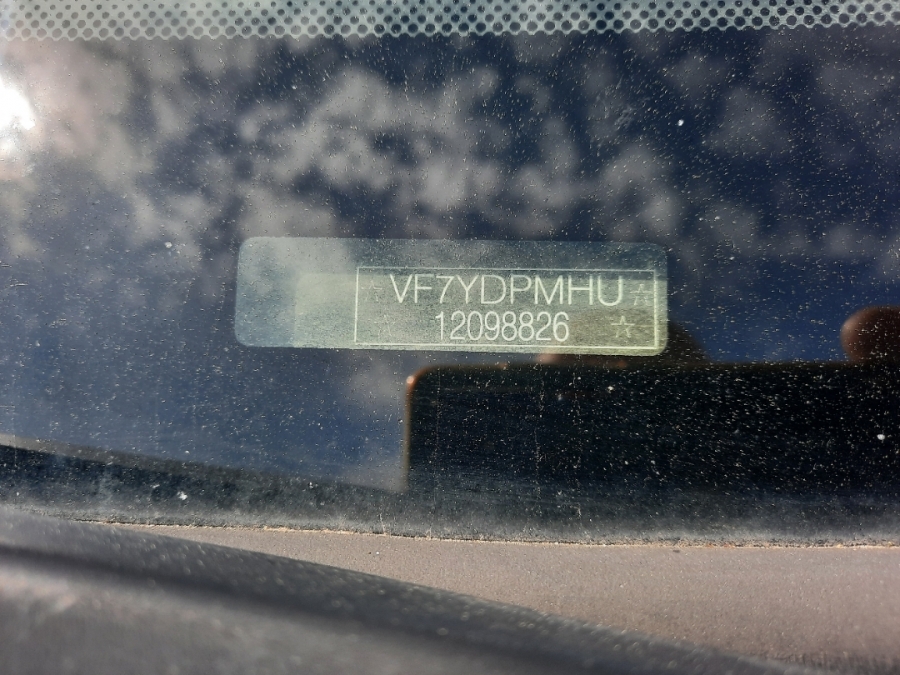 ☆ VF7YDPMHU ☆
☆ 12098826 ☆